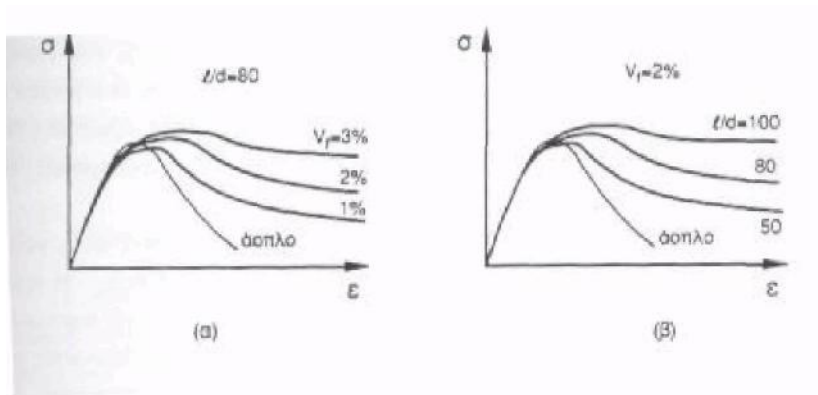 σ
ℓ/d=80
V_f=3%
2%
1%
άοπλο
ε
(α)
σ
V_f=2%
ℓ/d=100
80
50
άοπλο
ε
(β)